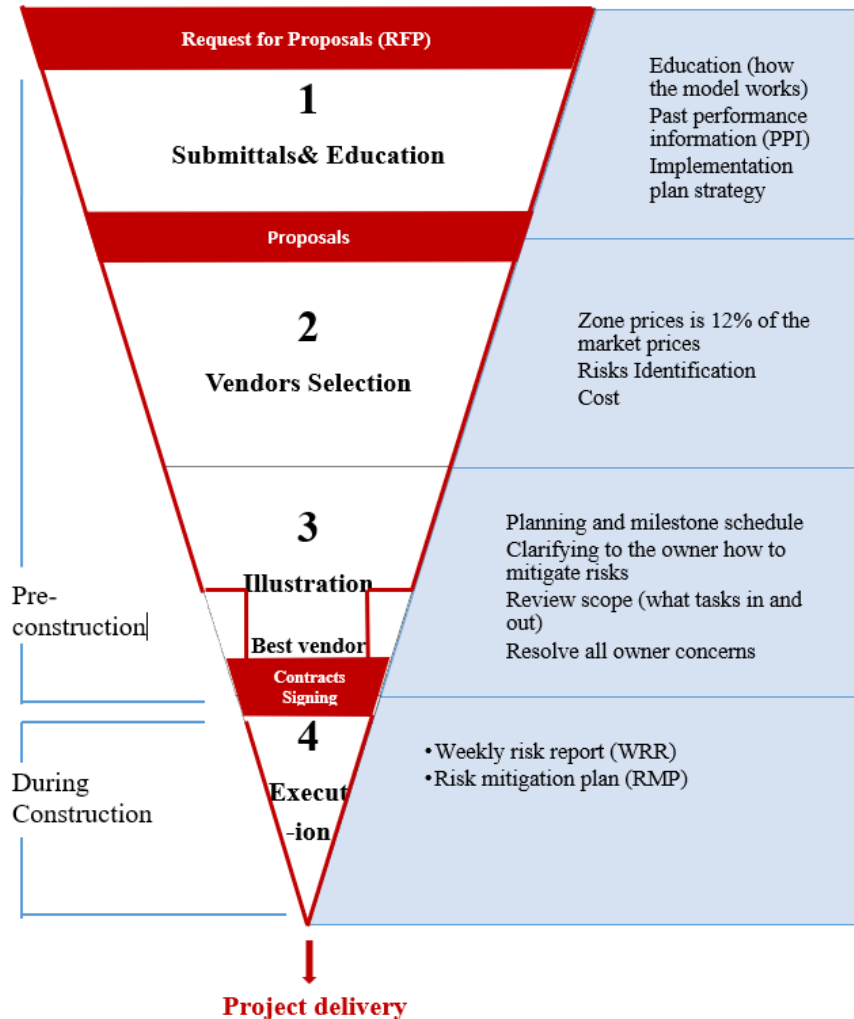 Request for Proposals (RFP)
1
Submittals& Education
Education (how
the model works)
Past performance
information (PPI)
Implementation
plan strategy
Proposals
2
Vendors Selection
Zone prices is 12% of the
market prices
Risks Identification
Cost
3
Illustration
Best vendor
Planning and milestone schedule
Clarifying to the owner how to
mitigate risks
Review scope (what tasks in and
out)
Resolve all owner concerns
Pre-
construction
Contracts
Signing
4
Execut
-ion
•Weekly risk report (WRR)
•Risk mitigation plan (RMP)
During
Construction
Project delivery